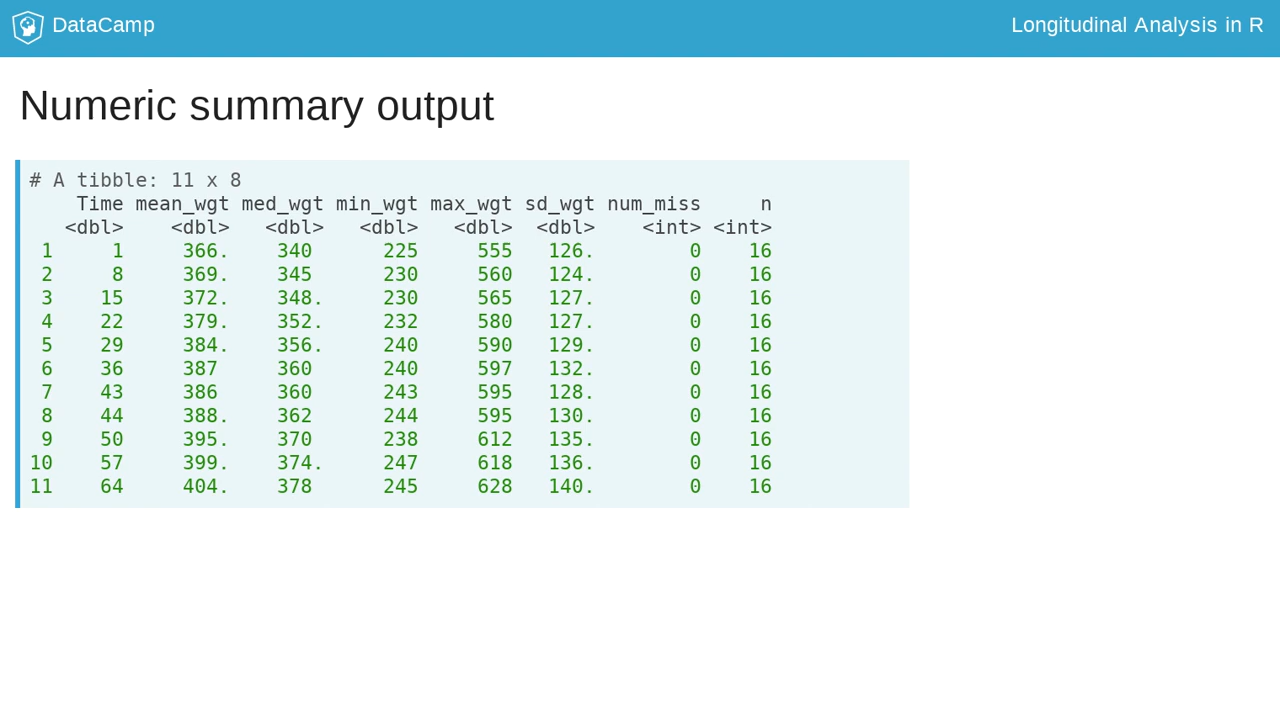 DataCamp
Longitudinal Analysis in R
Numeric summary output
# A tibble: 11 x 8
    Time mean_wgt med_wgt min_wgt max_wgt sd_wgt num_miss     n
   <dbl>    <dbl>   <dbl>   <dbl>   <dbl>  <dbl>    <int> <int>
 1     1     366.    340      225     555   126.        0    16
 2     8     369.    345      230     560   124.        0    16
 3    15     372.    348.     230     565   127.        0    16
 4    22     379.    352.     232     580   127.        0    16
 5    29     384.    356.     240     590   129.        0    16
 6    36     387     360      240     597   132.        0    16
 7    43     386     360      243     595   128.        0    16
 8    44     388.    362      244     595   130.        0    16
 9    50     395.    370      238     612   135.        0    16
10    57     399.    374.     247     618   136.        0    16
11    64     404.    378      245     628   140.        0    16